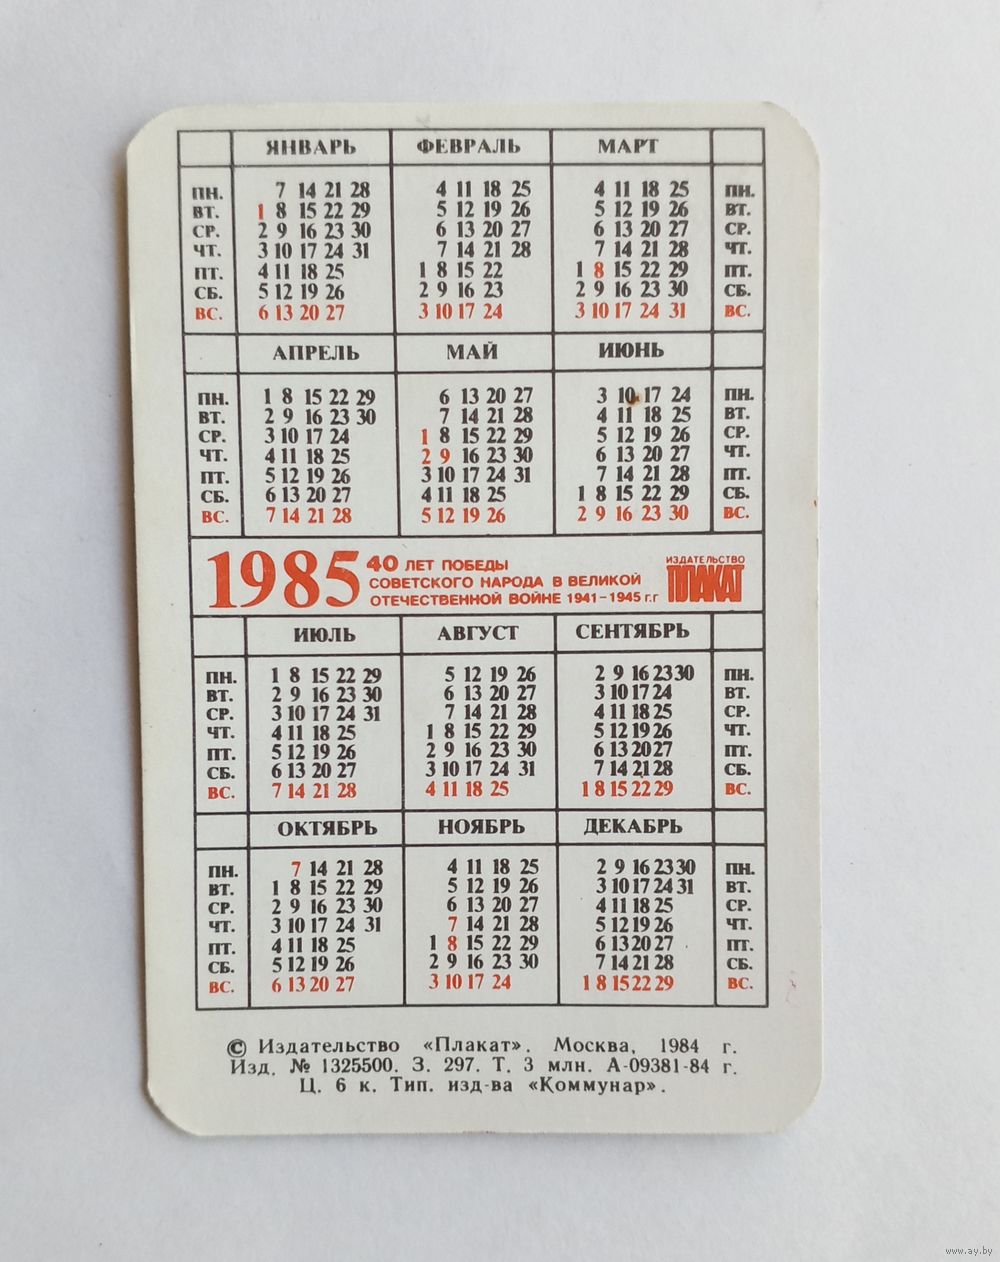 ЯНВАРЬ ФЕВРАЛЬ МАРТ
ПН. 7 14 21 28 4 11 18 25 4 11 18 25 ПН.
ВТ. 1 8 15 22 29 5 12 19 26 5 12 19 26 ВТ.
СР. 2 9 16 23 30 6 13 20 27 6 13 20 27 СР.
ЧТ. 3 10 17 24 31 7 14 21 28 7 14 21 28 ЧТ.
ПТ. 4 11 18 25 1 8 15 22 1 8 15 22 29 ПТ.
СБ. 5 12 19 26 2 9 16 23 2 9 16 23 30 СБ.
ВС. 6 13 20 27 3 10 17 24 3 10 17 24 31 ВС.
АПРЕЛЬ МАЙ ИЮНЬ
ПН. 1 8 15 22 29 6 13 20 27 3 10 17 24 ПН.
ВТ. 2 9 16 23 30 7 14 21 28 4 11 18 25 ВТ.
СР. 3 10 17 24 1 8 15 22 29 5 12 19 26 СР.
ЧТ. 4 11 18 25 2 9 16 23 30 6 13 20 27 ЧТ.
ПТ. 5 12 19 26 3 10 17 24 31 7 14 21 28 ПТ.
СБ. 6 13 20 27 4 11 18 25 1 8 15 22 29 СБ.
ВС. 7 14 21 28 5 12 19 26 2 9 16 23 30 ВС.
1985 40 ЛЕТ ПОБЕДЫ
СОВЕТСКОГО НАРОДА В ВЕЛИКОЙ
ОТЕЧЕСТВЕННОЙ ВОЙНЕ 1941-1945 г.г
ИЗДАТЕЛЬСТВО
ПЛАКАТ
ИЮЛЬ АВГУСТ СЕНТЯБРЬ
ПН. 1 8 15 22 29 5 12 19 26 2 9 16 23 30 ПН.
ВТ. 2 9 16 23 30 6 13 20 27 3 10 17 24 ВТ.
СР. 3 10 17 24 31 7 14 21 28 4 11 18 25 СР.
ЧТ. 4 11 18 25 1 8 15 22 29 5 12 19 26 ЧТ.
ПТ. 5 12 19 26 2 9 16 23 30 6 13 20 27 ПТ.
СБ. 6 13 20 27 3 10 17 24 31 7 14 21 28 СБ.
ВС. 7 14 21 28 4 11 18 25 1 8 15 22 29 ВС.
ОКТЯБРЬ НОЯБРЬ ДЕКАБРЬ
ПН. 7 14 21 28 4 11 18 25 2 9 16 23 30 ПН.
ВТ. 1 8 15 22 29 5 12 19 26 3 10 17 24 31 ВТ.
СР. 2 9 16 23 30 6 13 20 27 4 11 18 25 СР.
ЧТ. 3 10 17 24 31 7 14 21 28 5 12 19 26 ЧТ.
ПТ. 4 11 18 25 1 8 15 22 29 6 13 20 27 ПТ.
СБ. 5 12 19 26 2 9 16 23 30 7 14 21 28 СБ.
ВС. 6 13 20 27 3 10 17 24 1 8 15 22 29 ВС.
© Издательство «Плакат». Москва, 1984 г.
Изд. № 1325500. З. 297. Т. 3 млн. А-09381-84 г.
Ц. 6 к. Тип. изд-ва «Коммунар».
www.ay.by